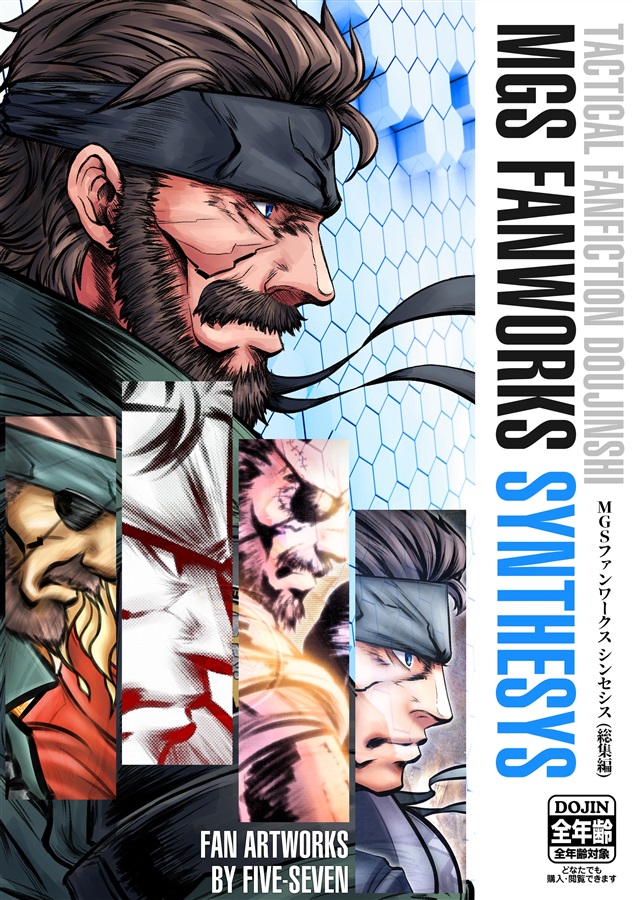 TACTICAL FANFICTION DOUJINSHI
MGS FANWORKS SYNTHESYS
MGSファンワークス シンセシス (総集編)
FAN ARTWORKS
BY FIVE-SEVEN
DOJIN
全年齢
全年齢対象
どなたでも
購入・閲覧できます